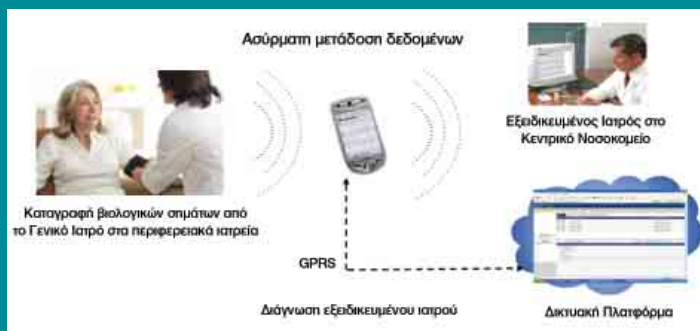 Ασύρματη μετάδοση δεδομένων
Εξειδικευμένος Ιατρός στο
Κεντρικό Νοσοκομείο
Καταγραφή βιολογικών σημάτων από
το Γενικό Ιατρό στα περιφερειακά ιατρεία
GPRS
Διάγνωση εξειδικευμένου ιατρού
Δικτυακή Πλατφόρμα